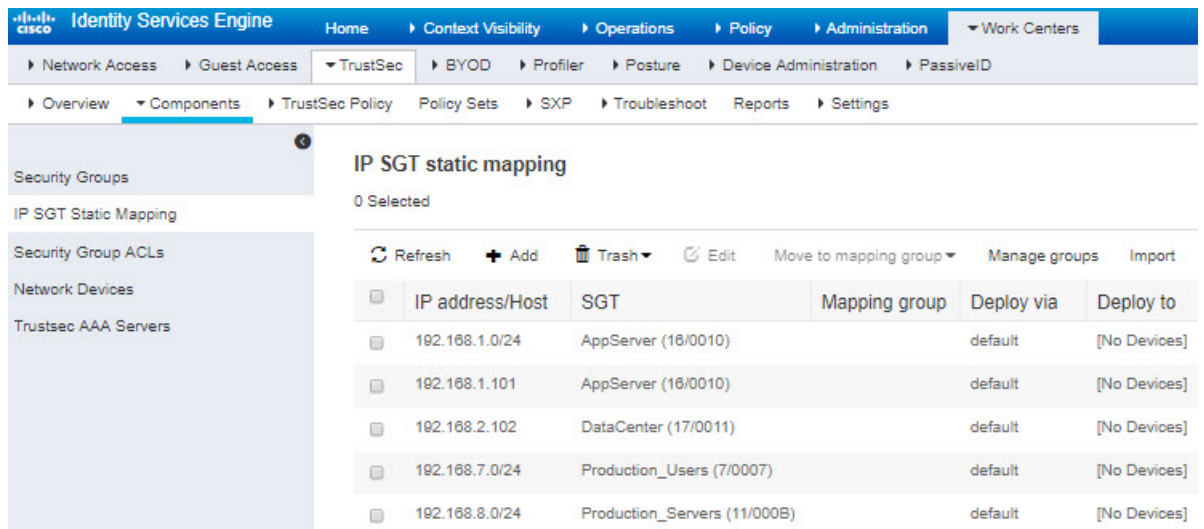 cisco Identity Services Engine Home Context Visibility Operations Policy Administration Work Centers
Network Access Guest Access TrustSec BYOD Profiler Posture Device Administration PassiveID
Overview Components TrustSec Policy Policy Sets SXP Troubleshoot Reports Settings
Security Groups
IP SGT Static Mapping
Security Group ACLs
Network Devices
Trustsec AAA Servers
IP SGT static mapping
0 Selected
Refresh Add Trash Edit Move to mapping group Manage groups Import
IP address/Host SGT Mapping group Deploy via Deploy to
192.168.1.0/24 AppServer (16/0010) default [No Devices]
192.168.1.101 AppServer (16/0010) default [No Devices]
192.168.2.102 DataCenter (17/0011) default [No Devices]
192.168.7.0/24 Production_Users (7/0007) default [No Devices]
192.168.8.0/24 Production_Servers (11/000B) default [No Devices]